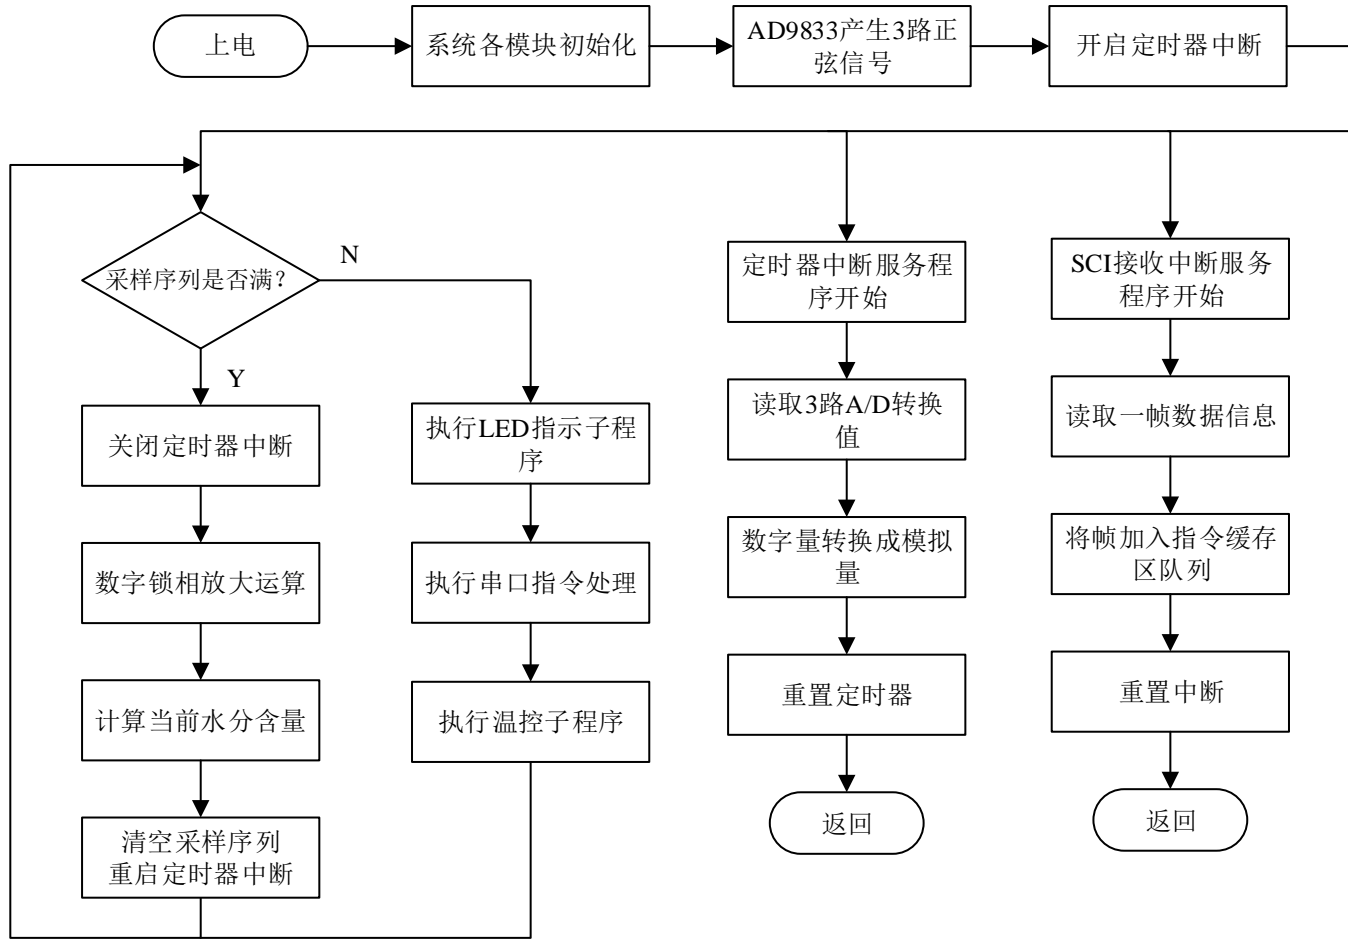 上电
系统各模块初始化
AD9833产生3路正
弦信号
开启定时器中断
采样序列是否满？
N
Y
关闭定时器中断
数字锁相放大运算
计算当前水分含量
清空采样序列
重启定时器中断
执行LED指示子程
序
执行串口指令处理
执行温控子程序
定时器中断服务程
序开始
读取3路A/D转换
值
数字量转换成模拟
量
重置定时器
返回
SCI接收中断服务
程序开始
读取一帧数据信息
将帧加入指令缓存
区队列
重置中断
返回